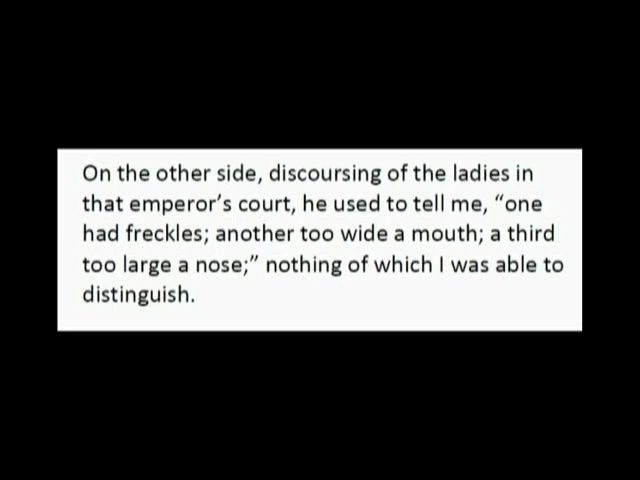 On the other side, discoursing of the ladies in
that emperor’s court, he used to tell me, “one
had freckles; another too wide a mouth; a third
too large a nose;” nothing of which I was able to
distinguish.